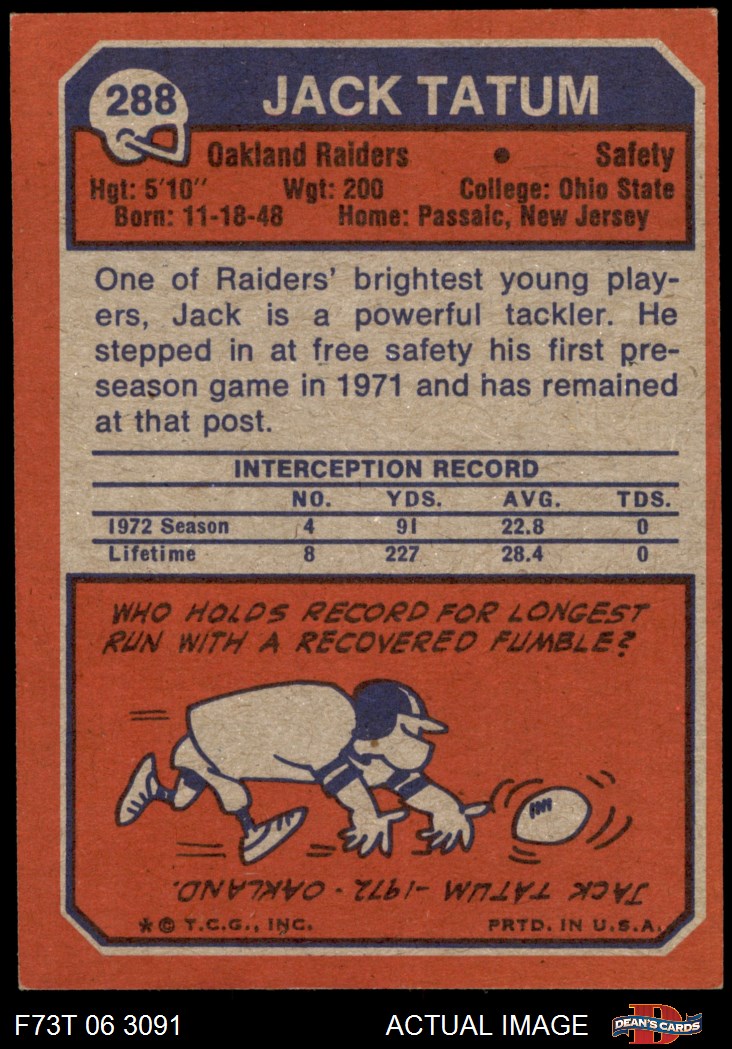 288
JACK TATUM
Oakland Raiders • Safety
Hgt: 5'10" Wgt: 200 College: Ohio State
Born: 11-18-48 Home: Passaic, New Jersey
One of Raiders' brightest young play-
ers, Jack is a powerful tackler. He
stepped in at free safety his first pre-
season game in 1971 and has remained
at that post.
INTERCEPTION RECORD
NO. YDS. AVG. TDS.
1972 Season 4 91 22.8 0
Lifetime 8 227 28.4 0
WHO HOLDS RECORD FOR LONGEST
RUN WITH A RECOVERED FUMBLE?
JACK TATUM - 1972 - OAKLAND.
* © T.C.G., INC. PRTD. IN U.S.A.
F73T 06 3091 ACTUAL IMAGE D DEAN'S CARDS